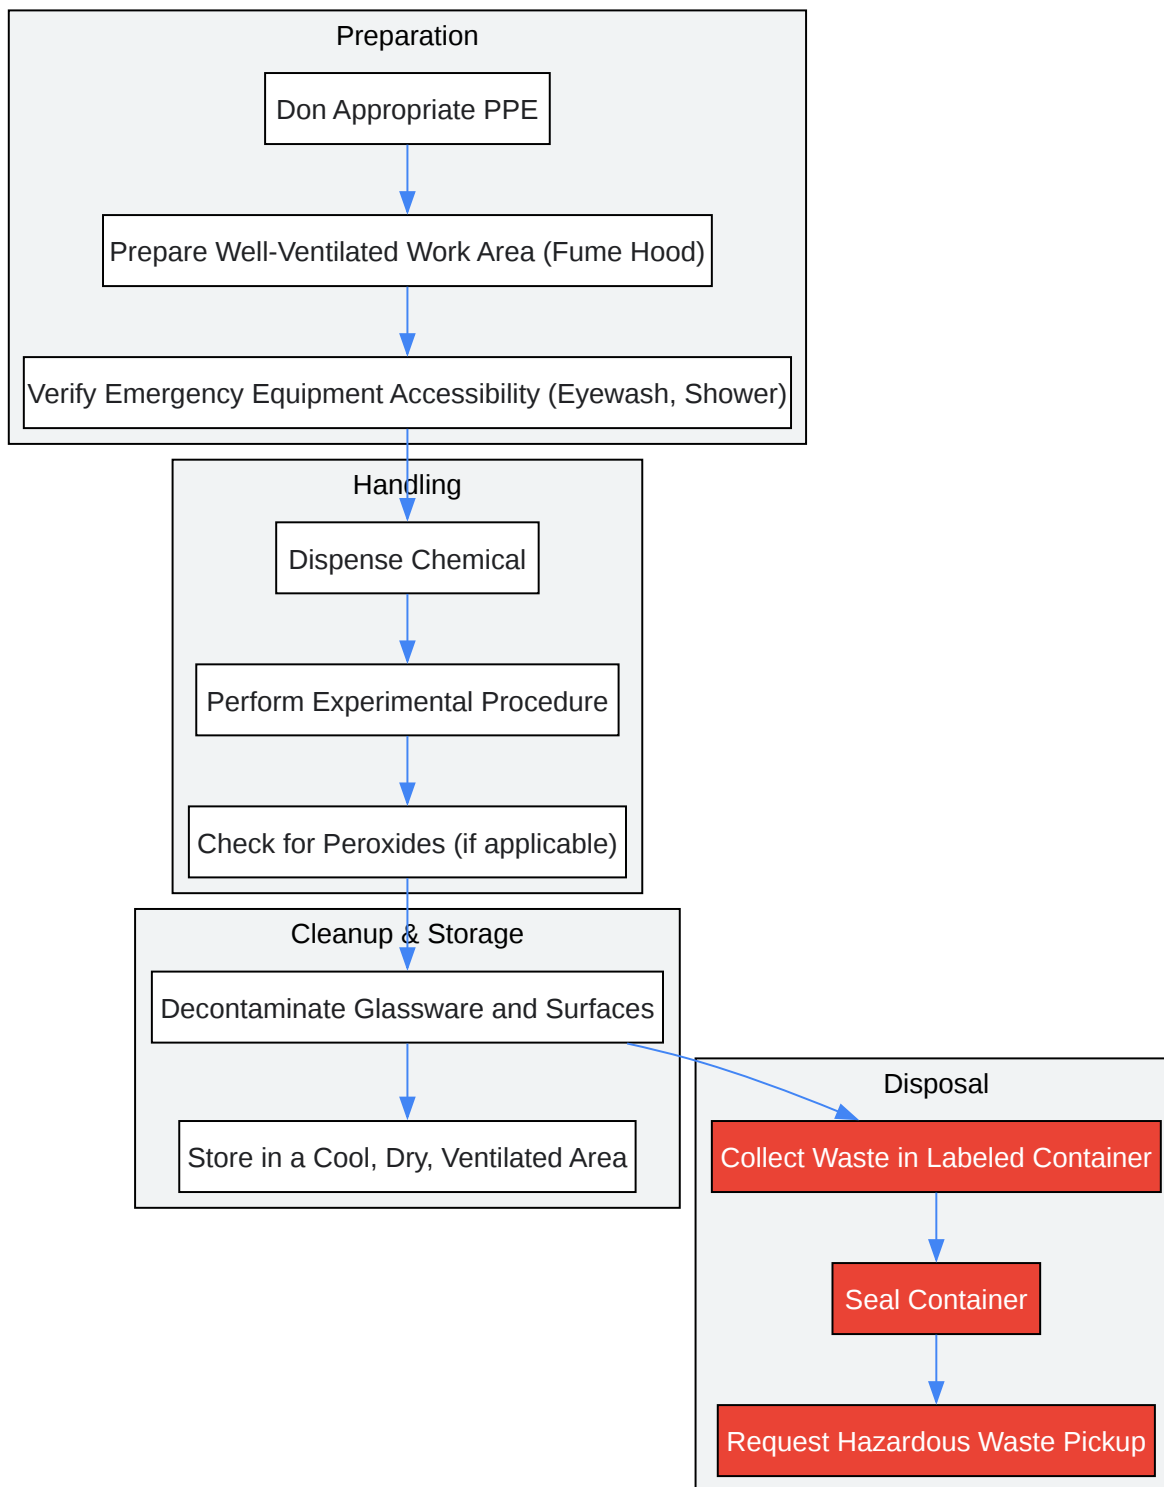 Preparation
Don Appropriate PPE
Prepare Well-Ventilated Work Area (Fume Hood)
Verify Emergency Equipment Accessibility (Eyewash, Shower)
Handling
Dispense Chemical
Perform Experimental Procedure
Check for Peroxides (if applicable)
Cleanup & Storage
Decontaminate Glassware and Surfaces
Store in a Cool, Dry, Ventilated Area
Disposal
Collect Waste in Labeled Container
Seal Container
Request Hazardous Waste Pickup